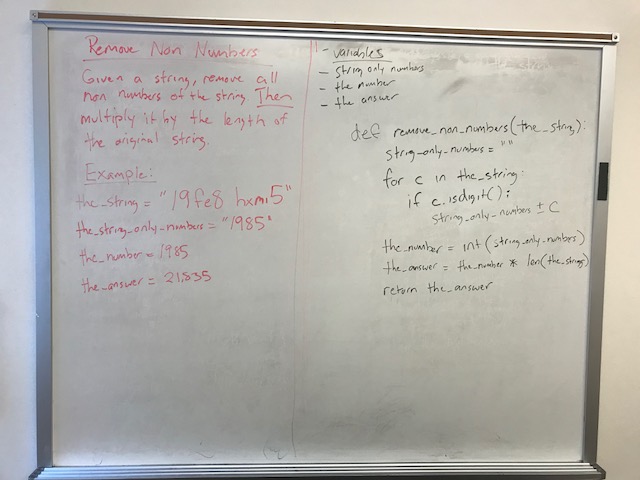 Remove Non Numbers
Given a string, remove all
non numbers of the string Then
multiply it by the length of
the original string.
Example:
the_string = "19fe8 hxmi5"
the_string_only_numbers = "1985"
the_number = 1985
the_answer = 21,835
- variables
- string only numbers
- the number
- the answer
def remove_non_numbers(the_string):
string_only_numbers = ""
for c in the_string:
if c.isdigit():
string_only_numbers += c
the_number = int(string_only_numbers)
the_answer = the_number * len(the_string)
return the_answer